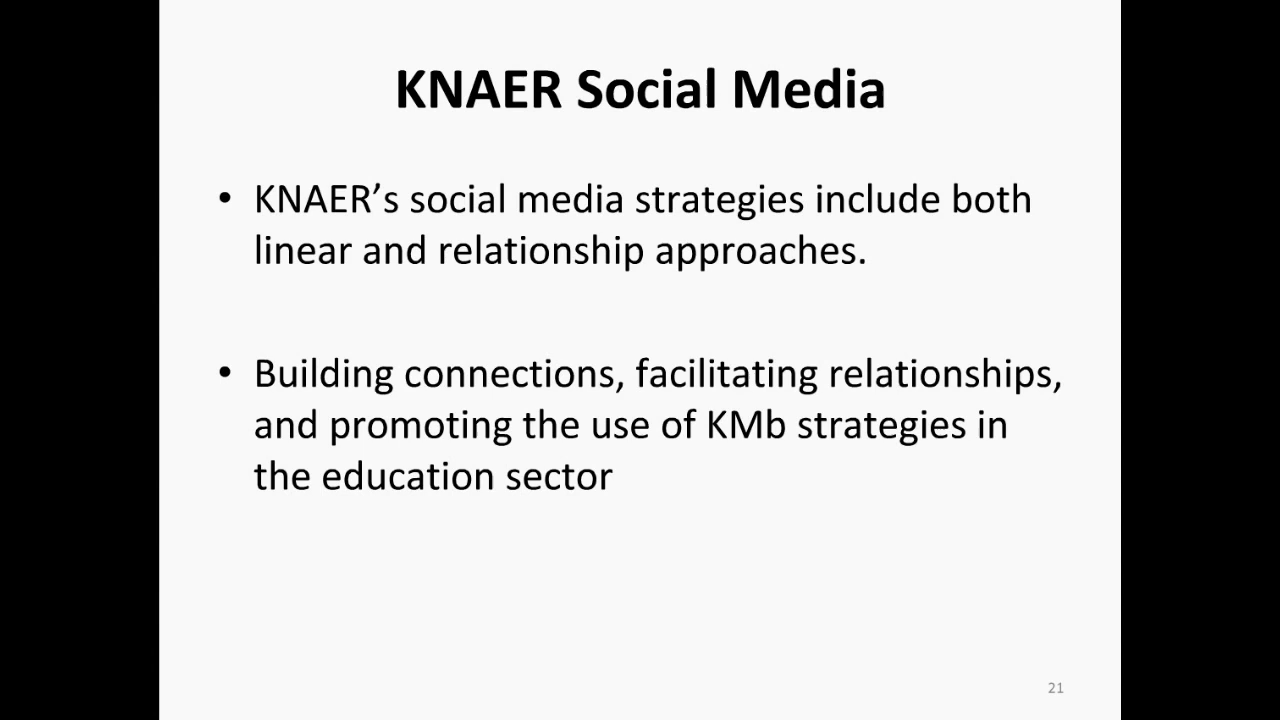 KNAER Social Media
• KNAER’s social media strategies include both
linear and relationship approaches.
• Building connections, facilitating relationships,
and promoting the use of KMb strategies in
the education sector
21